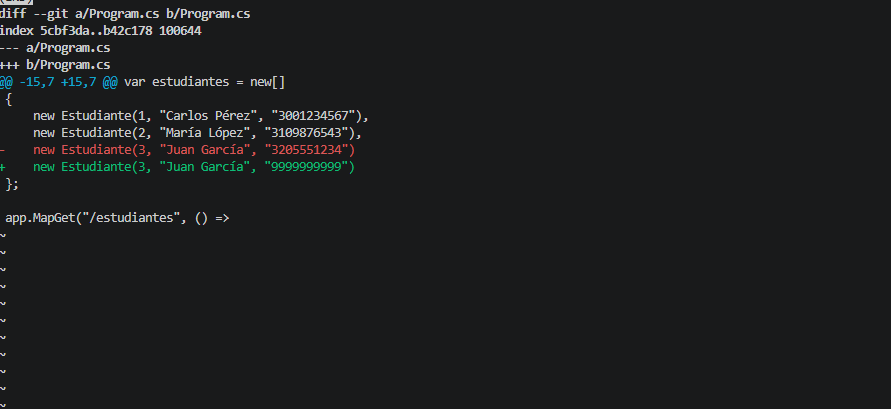 (END)
diff --git a/Program.cs b/Program.cs
index 5cbf3da..b42c178 100644
--- a/Program.cs
+++ b/Program.cs
@@ -15,7 +15,7 @@ var estudiantes = new[]
 {
     new Estudiante(1, "Carlos Pérez", "3001234567"),
     new Estudiante(2, "María López", "3109876543"),
-    new Estudiante(3, "Juan García", "3205551234")
+    new Estudiante(3, "Juan García", "9999999999")
 };

 app.MapGet("/estudiantes", () =>
~
~
~
~
~
~
~
~
~
~
~